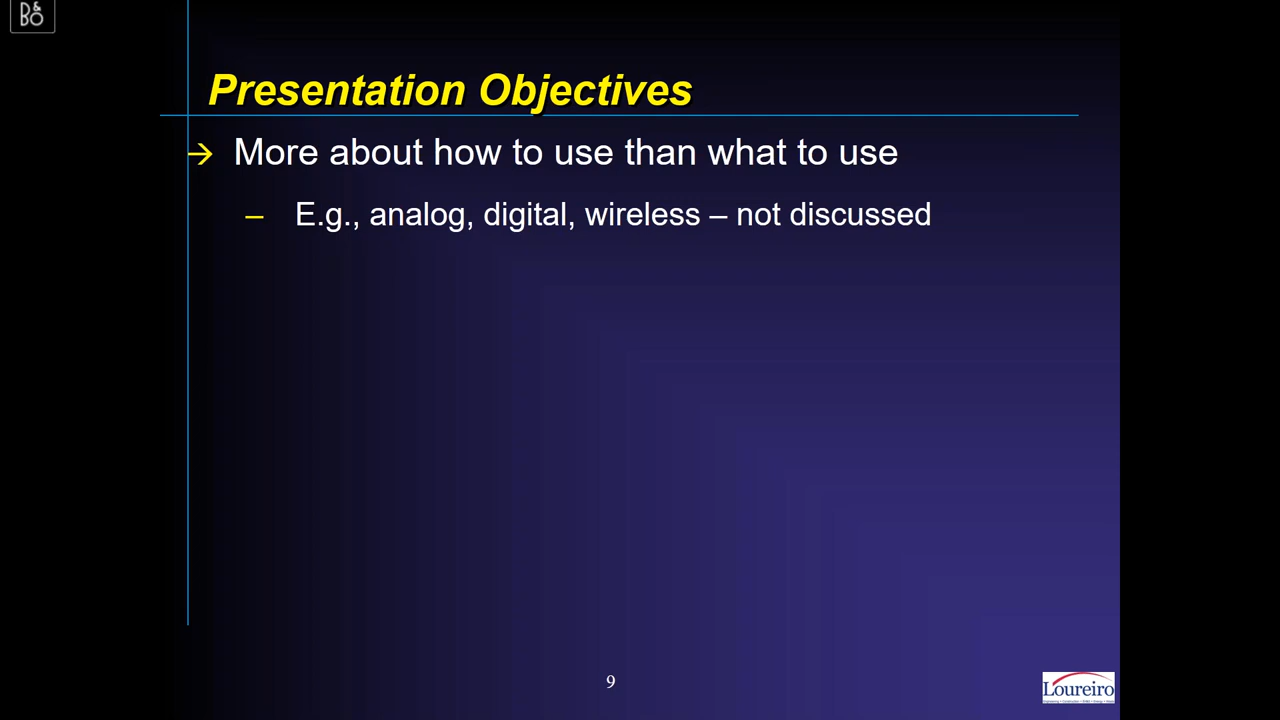 B&O
Presentation Objectives
→ More about how to use than what to use
– E.g., analog, digital, wireless – not discussed
9
Loureiro